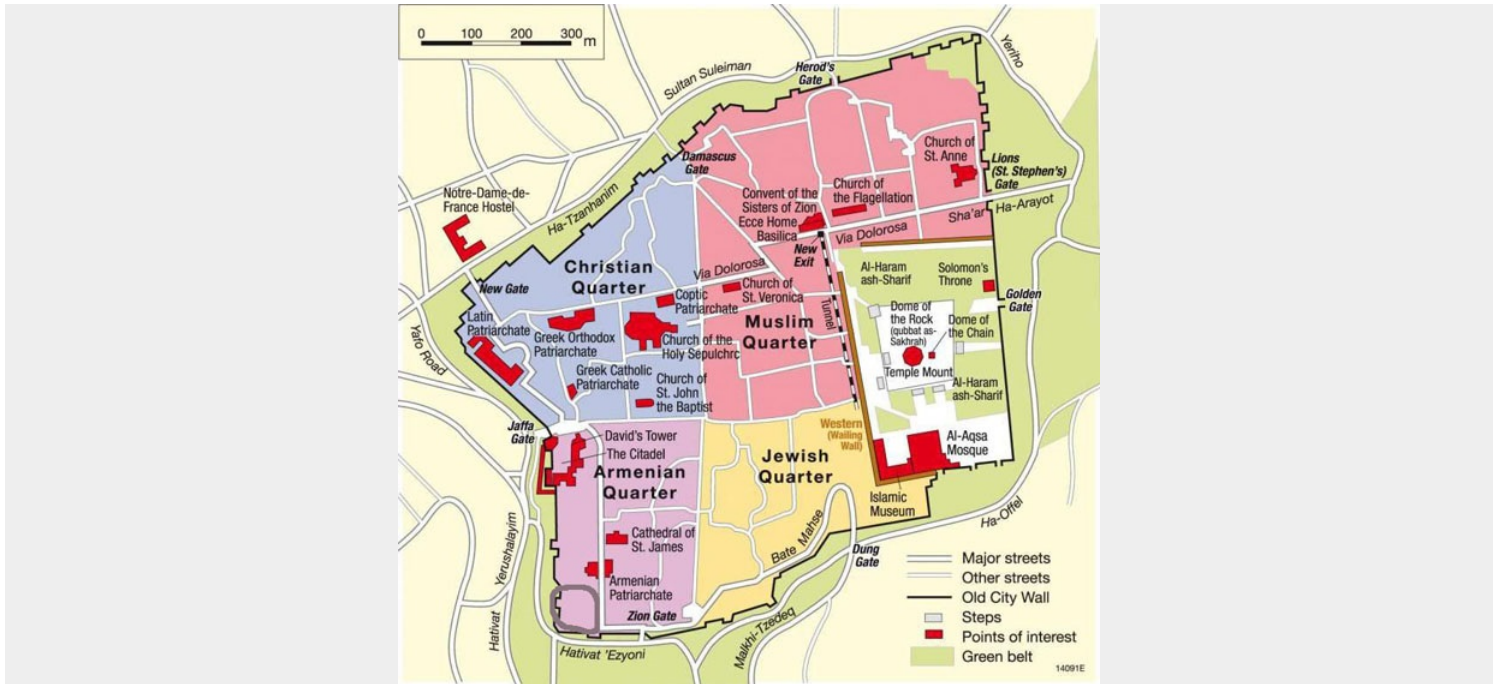 0 100 200 300 m
Sultan Suleiman
Herod's
Gate
Yeriho
Damascus
Gate
Church of
St. Anne
Lions
(St. Stephen's)
Gate
Notre-Dame-de-
France Hostel
Ha-Tzanhanim
Convent of the
Sisters of Zion
Ecce Home
Basilica
Church of
the Flagellation
Sha'ar
Ha-Arayot
Via Dolorosa
New
Exit
Christian
Quarter
Via Dolorosa
Al-Haram
ash-Sharif
Solomon's
Throne
New Gate
Coptic
Patriarchate
Church of
St. Veronica
Tunnel
Golden
Gate
Latin
Patriarchate
Yafo Road
Greek Orthodox
Patriarchate
Church of the
Holy Sepulchrc
Muslim
Quarter
Dome of
the Rock
(qubbat as-
Sakhrah)
Dome of
the Chain
Temple Mount
Greek Catholic
Patriarchate
Church of
St. John
the Baptist
Al-Haram
ash-Sharif
Jaffa
Gate
David's Tower
The Citadel
Armenian
Quarter
Jewish
Quarter
Western
(Wailing
Wall)
Al-Aqsa
Mosque
Islamic
Museum
Hativat
Yerushalayim
Cathedral of
St. James
Bate Mahse
Ha-Offel
Dung
Gate
Armenian
Patriarchate
Zion Gate
Hativat 'Ezyoni
Malkhi-Tzedeq
Major streets
Other streets
Old City Wall
Steps
Points of interest
Green belt
14091E